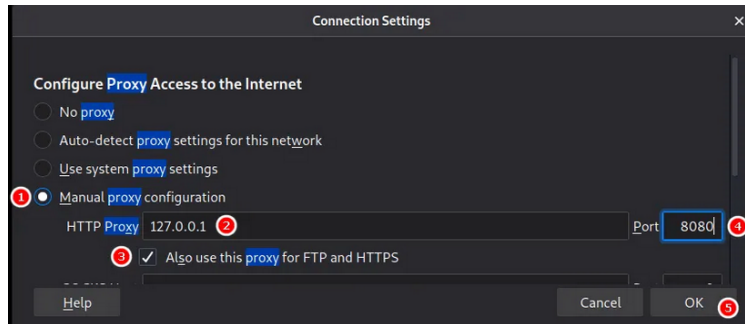 Connection Settings
Configure Proxy Access to the Internet
No proxy
Auto-detect proxy settings for this network
Use system proxy settings
1 Manual proxy configuration
HTTP Proxy 127.0.0.1 2 Port 8080 4
3 Also use this proxy for FTP and HTTPS
Help Cancel OK 5